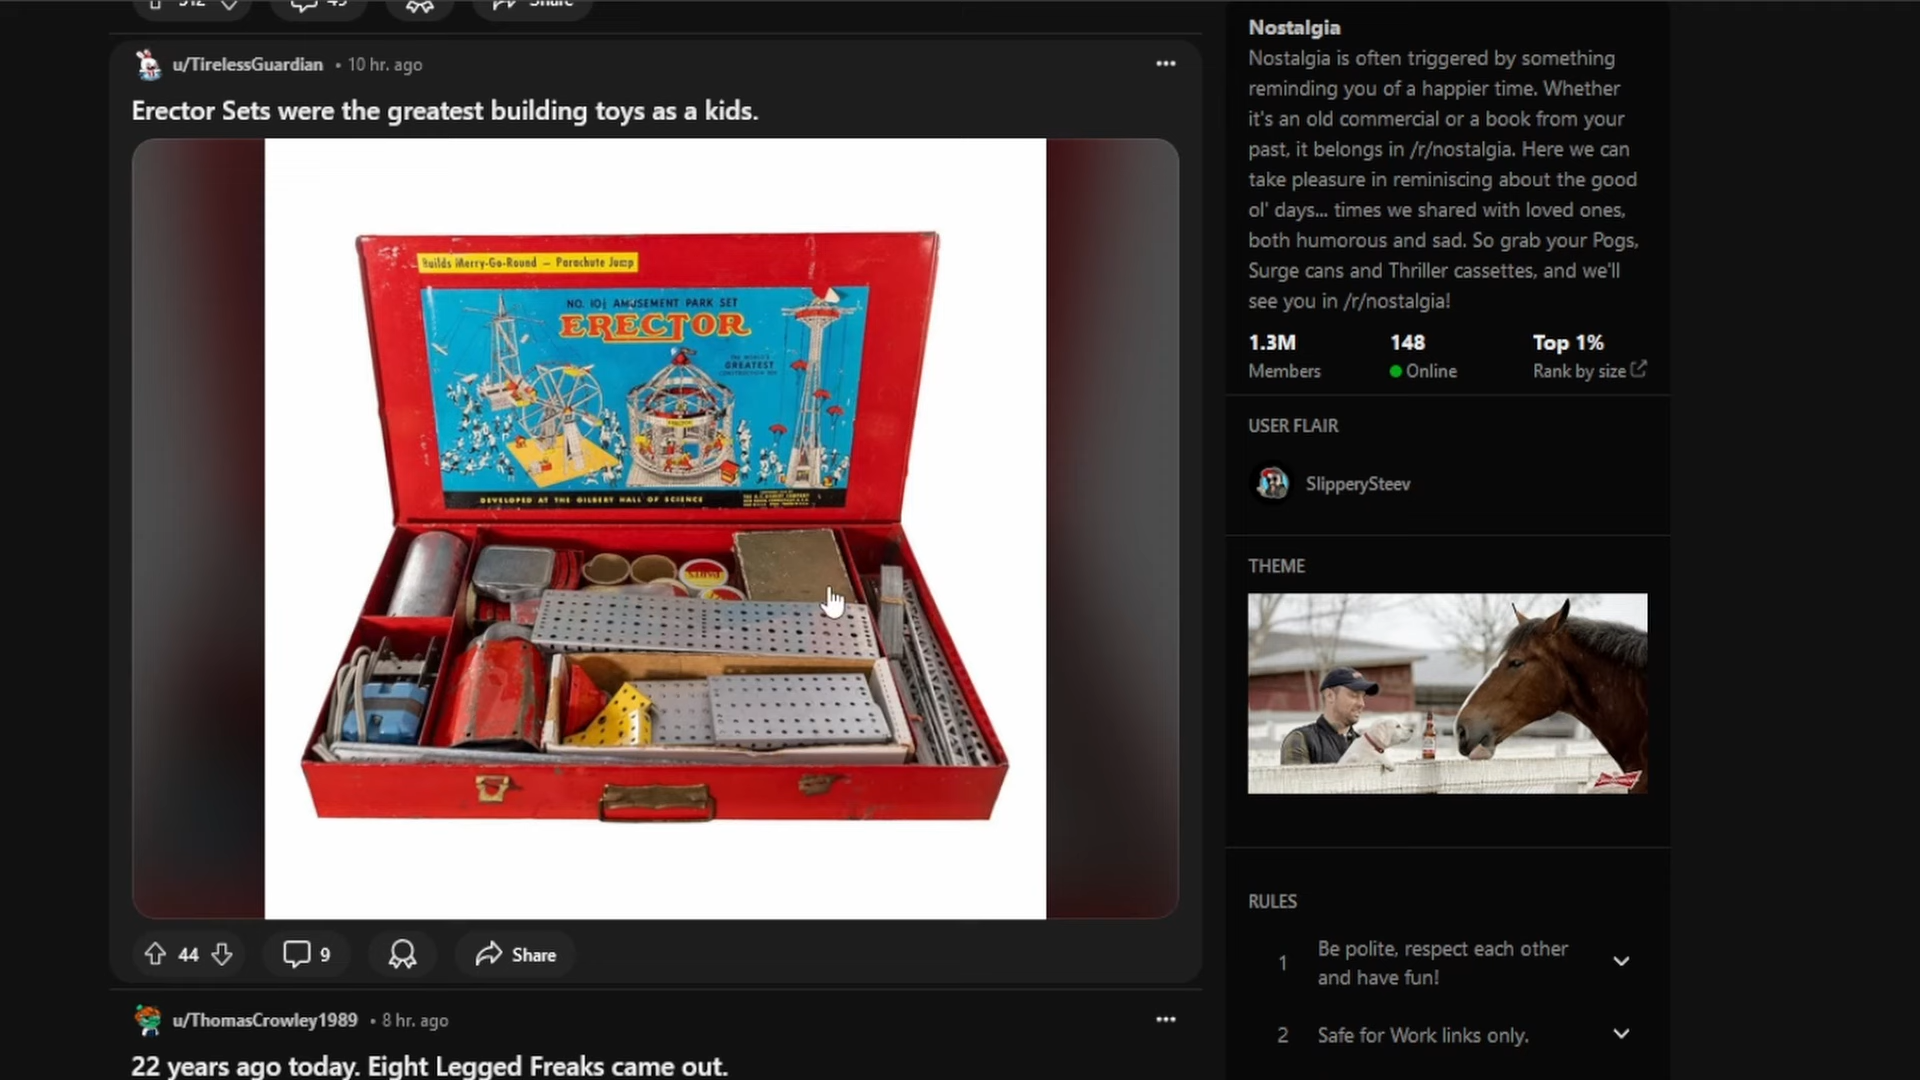 Share
u/TirelessGuardian • 10 hr. ago
Erector Sets were the greatest building toys as a kids.
Builds Merry-Go-Round — Parachute Jump
NO. 10½ AMUSEMENT PARK SET
ERECTOR
THE WORLD'S
GREATEST
CONSTRUCTION SET
DEVELOPED AT THE GILBERT HALL OF SCIENCE
44
9
Share
u/ThomasCrowley1989 • 8 hr. ago
22 years ago today. Eight Legged Freaks came out.
Nostalgia
Nostalgia is often triggered by something
reminding you of a happier time. Whether
it's an old commercial or a book from your
past, it belongs in /r/nostalgia. Here we can
take pleasure in reminiscing about the good
ol' days... times we shared with loved ones,
both humorous and sad. So grab your Pogs,
Surge cans and Thriller cassettes, and we'll
see you in /r/nostalgia!
1.3M 148 Top 1%
Members Online Rank by size
USER FLAIR
SlipperySteev
THEME
Budweiser
RULES
1 Be polite, respect each other
and have fun!
2 Safe for Work links only.